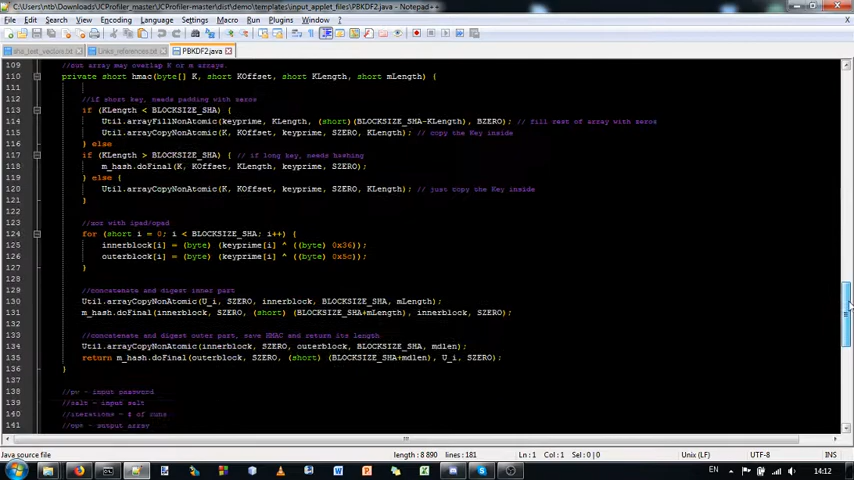 C:\Users\ntb\Downloads\JCProfiler_master\JCProfiler-master\dist\demo\templates\input_applet_files\PBKDF2.java - Notepad++
File Edit Search View Encoding Language Settings Macro Run Plugins Window ?
X
sha_test_vectors.txt Links_references.txt PBKDF2.java
109 //out array may overlap K or m arrays.
110 private short hmac(byte[] K, short KOffset, short KLength, short mLength) {
111
112 //if short key, needs padding with zeros
113 if (KLength < BLOCKSIZE_SHA) {
114 Util.arrayFillNonAtomic(keyprime, KLength, (short)(BLOCKSIZE_SHA-KLength), BZERO); // fill rest of array with zeros
115 Util.arrayCopyNonAtomic(K, KOffset, keyprime, SZERO, KLength); // copy the Key inside
116 } else
117 if (KLength > BLOCKSIZE_SHA) { // if long key, needs hashing
118 m_hash.doFinal(K, KOffset, KLength, keyprime, SZERO);
119 } else {
120 Util.arrayCopyNonAtomic(K, KOffset, keyprime, SZERO, KLength); // just copy the Key inside
121 }
122
123 //xor with ipad/opad
124 for (short i = 0; i < BLOCKSIZE_SHA; i++) {
125 innerblock[i] = (byte) (keyprime[i] ^ ((byte) 0x36));
126 outerblock[i] = (byte) (keyprime[i] ^ ((byte) 0x5c));
127 }
128
129 //concatenate and digest inner part
130 Util.arrayCopyNonAtomic(U_i, SZERO, innerblock, BLOCKSIZE_SHA, mLength);
131 m_hash.doFinal(innerblock, SZERO, (short) (BLOCKSIZE_SHA+mLength), innerblock, SZERO);
132
133 //concatenate and digest outer part, save HMAC and return its length
134 Util.arrayCopyNonAtomic(innerblock, SZERO, outerblock, BLOCKSIZE_SHA, mdlen);
135 return m_hash.doFinal(outerblock, SZERO, (short) (BLOCKSIZE_SHA+mdlen), U_i, SZERO);
136 }
137
138 //pw - input password
139 //salt - input salt
140 //iterations - # of runs
141 //opw - output array
Java source file length : 8 890 lines : 181 Ln : 1 Col : 1 Sel : 0 | 0 Unix (LF) UTF-8 INS
EN 14:12